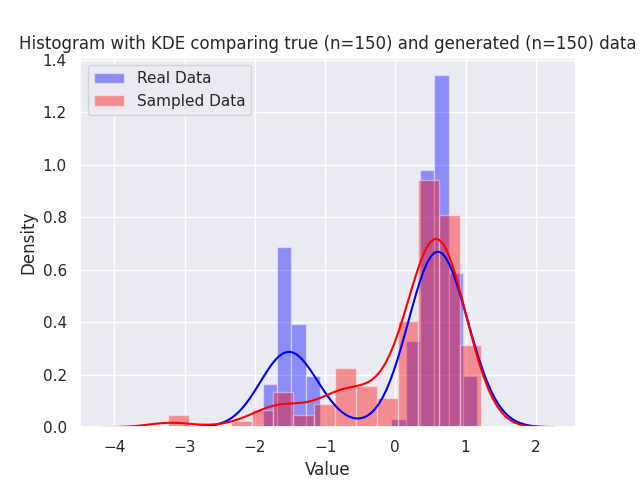 Histogram with KDE comparing true (n=150) and generated (n=150) data
1.4
Real Data
Sampled Data
1.2
1.0
0.8
Density
0.6
0.4
0.2
0.0
−4 −3 −2 −1 0 1 2
Value